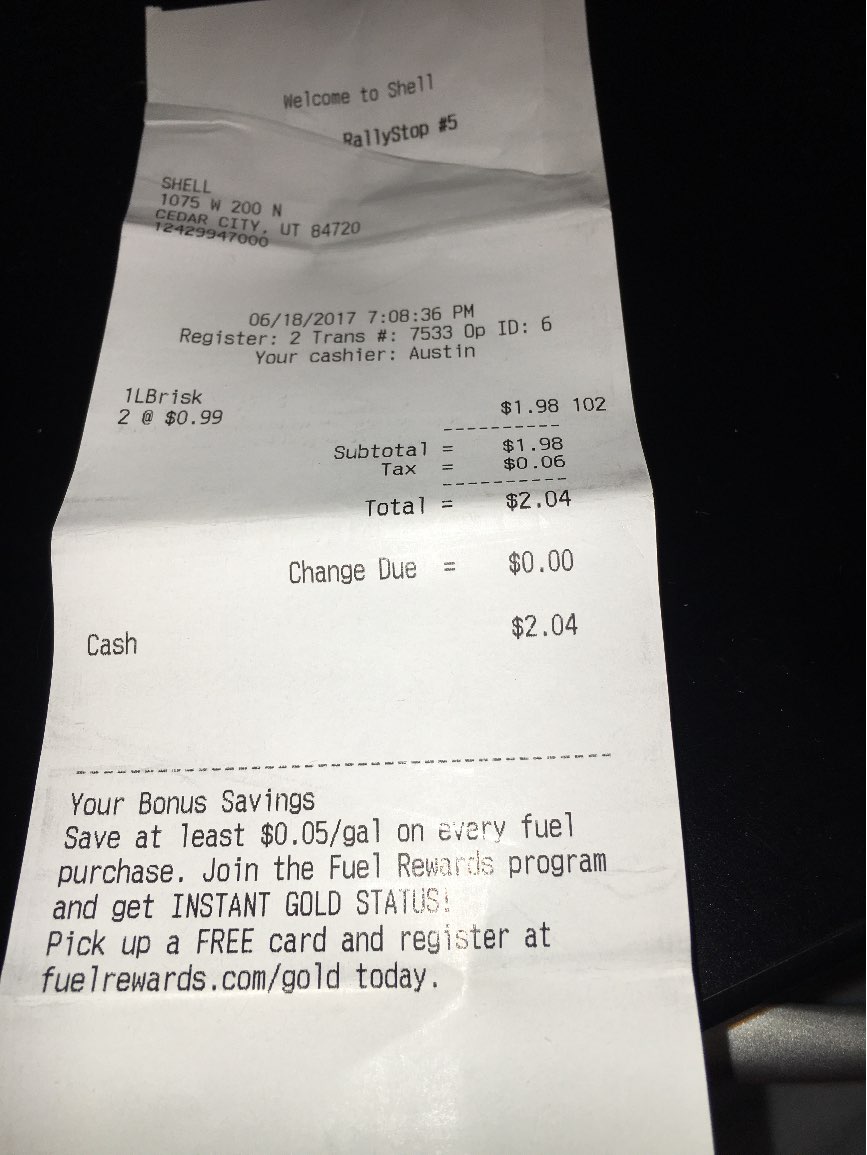 Welcome to Shell
RallyStop #5
SHELL
1075 W 200 N
CEDAR CITY, UT 84720
12429947000
06/18/2017 7:08:36 PM
Register: 2 Trans #: 7533 Op ID: 6
Your cashier: Austin
1LBrisk
2 @ $0.99 $1.98 102
----------
Subtotal = $1.98
Tax = $0.06
----------
Total = $2.04
Change Due = $0.00
Cash $2.04
----------------------------------------
Your Bonus Savings
Save at least $0.05/gal on every fuel
purchase. Join the Fuel Rewards program
and get INSTANT GOLD STATUS!
Pick up a FREE card and register at
fuelrewards.com/gold today.